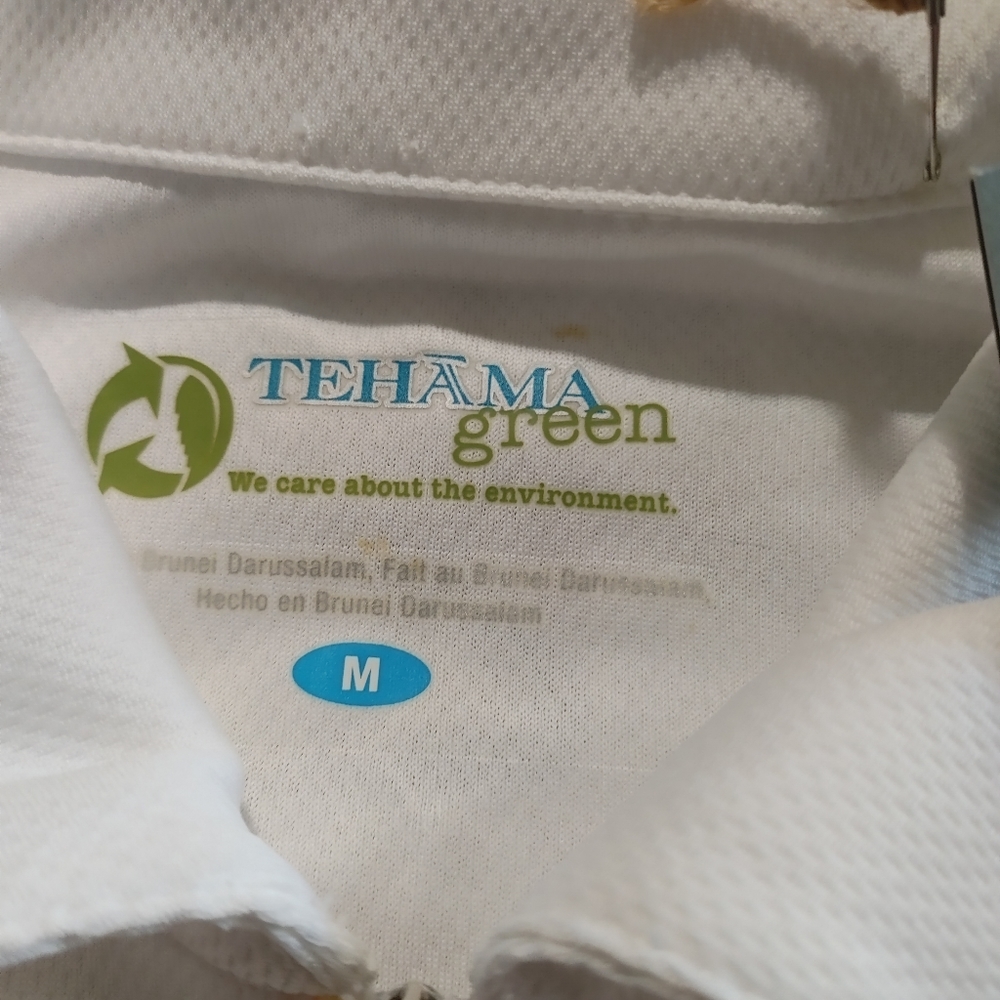 TEHĀMA
green
We care about the environment.
Brunei Darussalam, Fait au Brunei Darussalam,
Hecho en Brunei Darussalam
M